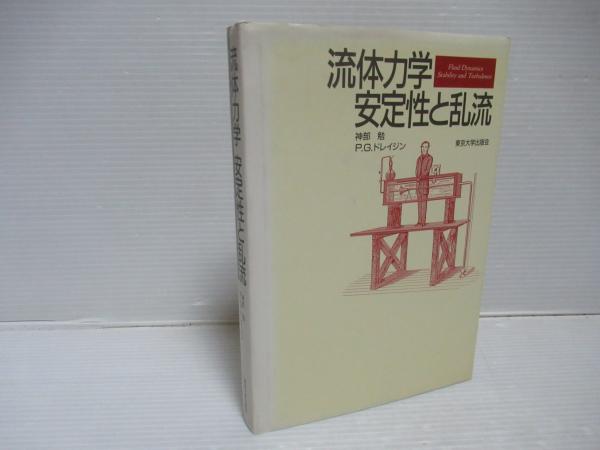 流体力学
安定性と乱流
Fluid Dynamics
Stability and Turbulence
神部 勉
P.G.ドレイジン
東京大学出版会
流体力学 安定性と乱流